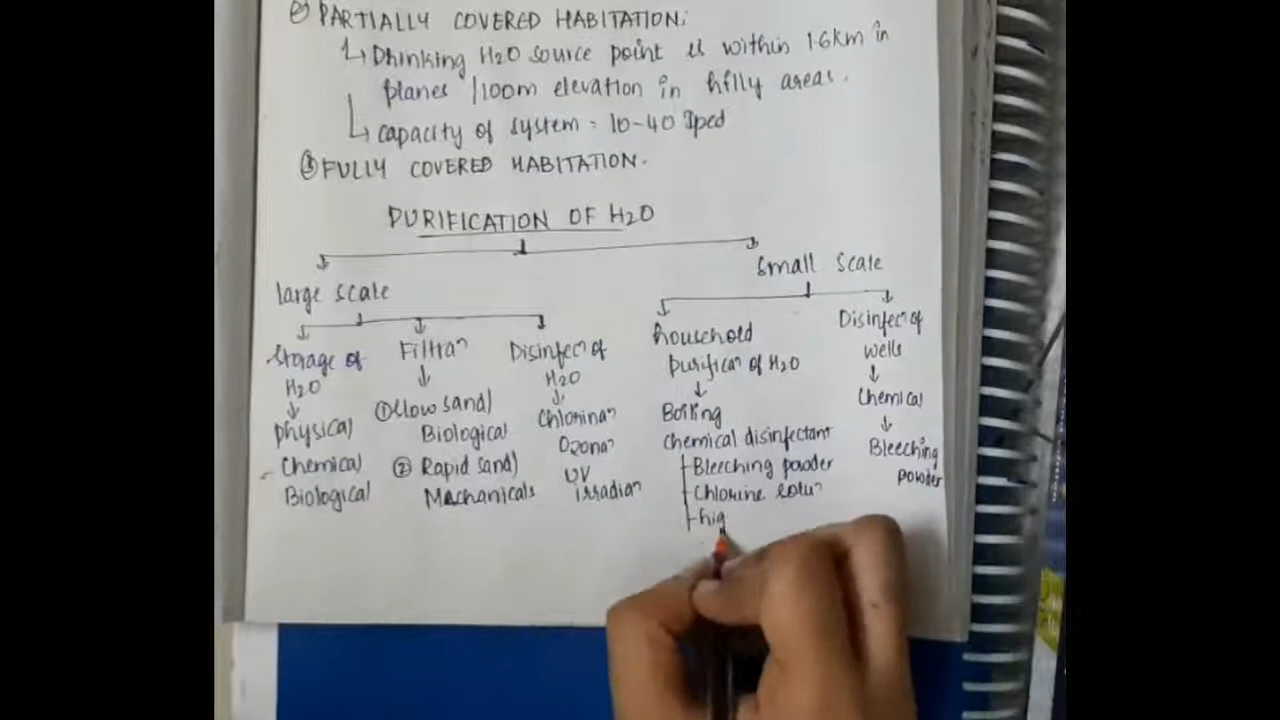 ② PARTIALLY COVERED HABITATION.
↳ Drinking H2O source point is within 1.6km in
planes /100m elevation in hilly areas.
↳ capacity of system = 10-40 lpcd
③ FULLY COVERED HABITATION.
PURIFICATION OF H2O
large scale
Storage of
H2O
↓
physical
Chemical
Biological
Filtraⁿ
↓
① Slow sand)
Biological
② Rapid sand)
Mechanicals
Disinfecⁿ of
H2O
↓
Chlorinaⁿ
Ozonaⁿ
UV
irradiaⁿ
small scale
household
purificaⁿ of H2O
↓
Boiling
Chemical disinfectant
Bleeching powder
Chlorine soluⁿ
hig
Disinfecⁿ of
wells
↓
Chemical
↓
Bleeching
powder